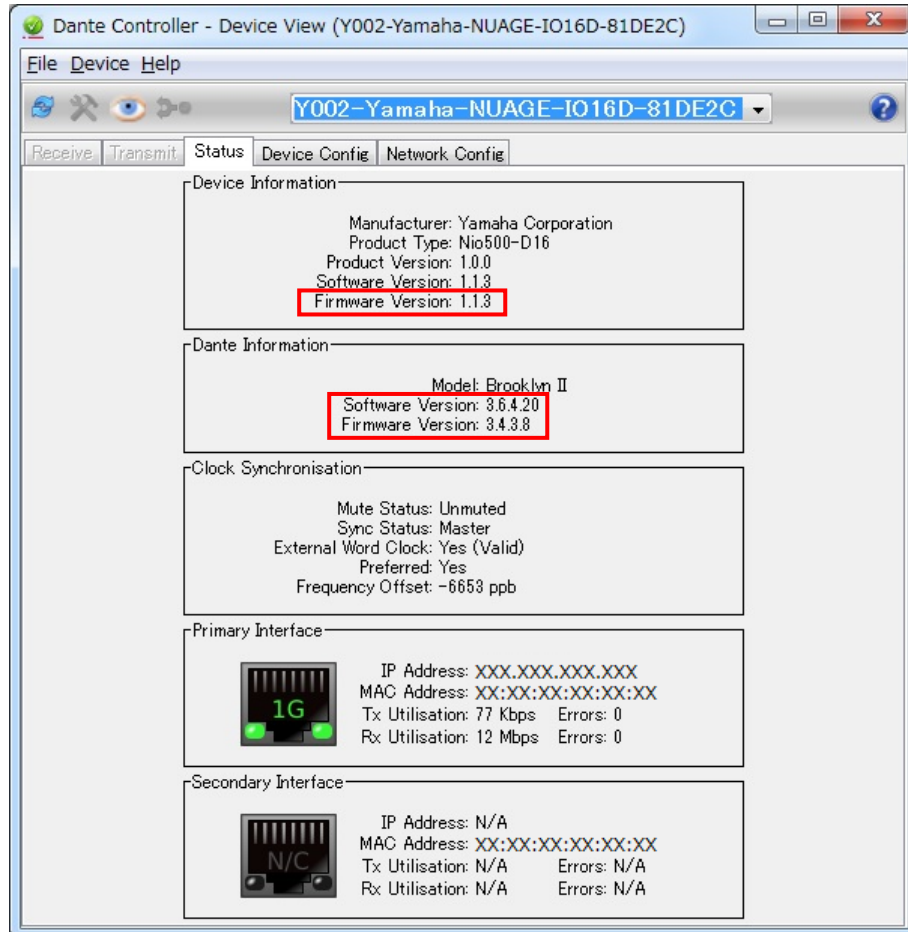 Dante Controller - Device View (Y002-Yamaha-NUAGE-IO16D-81DE2C)
File Device Help
Y002-Yamaha-NUAGE-IO16D-81DE2C
Receive Transmit Status Device Config Network Config
Device Information
Manufacturer: Yamaha Corporation
Product Type: Nio500-D16
Product Version: 1.0.0
Software Version: 1.1.3
Firmware Version: 1.1.3
Dante Information
Model: Brooklyn II
Software Version: 3.6.4.20
Firmware Version: 3.4.3.8
Clock Synchronisation
Mute Status: Unmuted
Sync Status: Master
External Word Clock: Yes (Valid)
Preferred: Yes
Frequency Offset: -6653 ppb
Primary Interface
1G
IP Address: XXX.XXX.XXX.XXX
MAC Address: XX:XX:XX:XX:XX:XX
Tx Utilisation: 77 Kbps Errors: 0
Rx Utilisation: 12 Mbps Errors: 0
Secondary Interface
N/C
IP Address: N/A
MAC Address: XX:XX:XX:XX:XX:XX
Tx Utilisation: N/A Errors: N/A
Rx Utilisation: N/A Errors: N/A